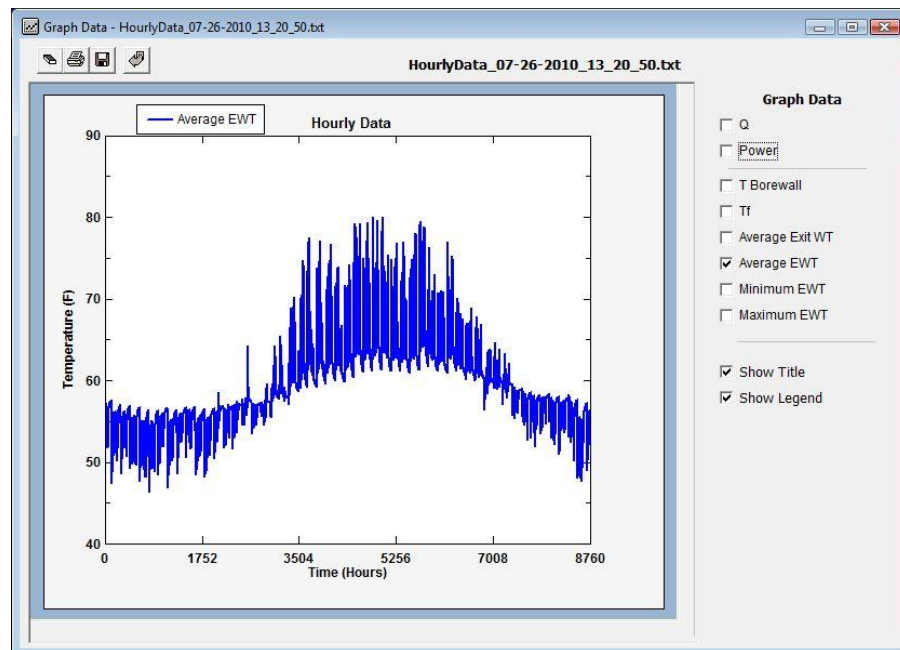 Graph Data - HourlyData_07-26-2010_13_20_50.txt
HourlyData_07-26-2010_13_20_50.txt
Average EWT
Hourly Data
90
80
70
60
50
40
Temperature (F)
0 1752 3504 5256 7008 8760
Time (Hours)
Graph Data
Q
Power
T Borewall
Tf
Average Exit WT
Average EWT
Minimum EWT
Maximum EWT
Show Title
Show Legend